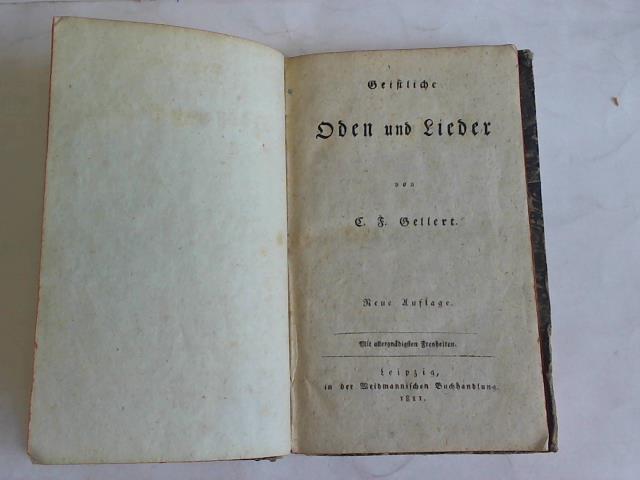 Geistliche
Oden und Lieder
von
C. F. Gellert.
Neue Auflage.
Mit allergnädigsten Freyheiten.
Leipzig,
in der Weidmannischen Buchhandlung
1811.